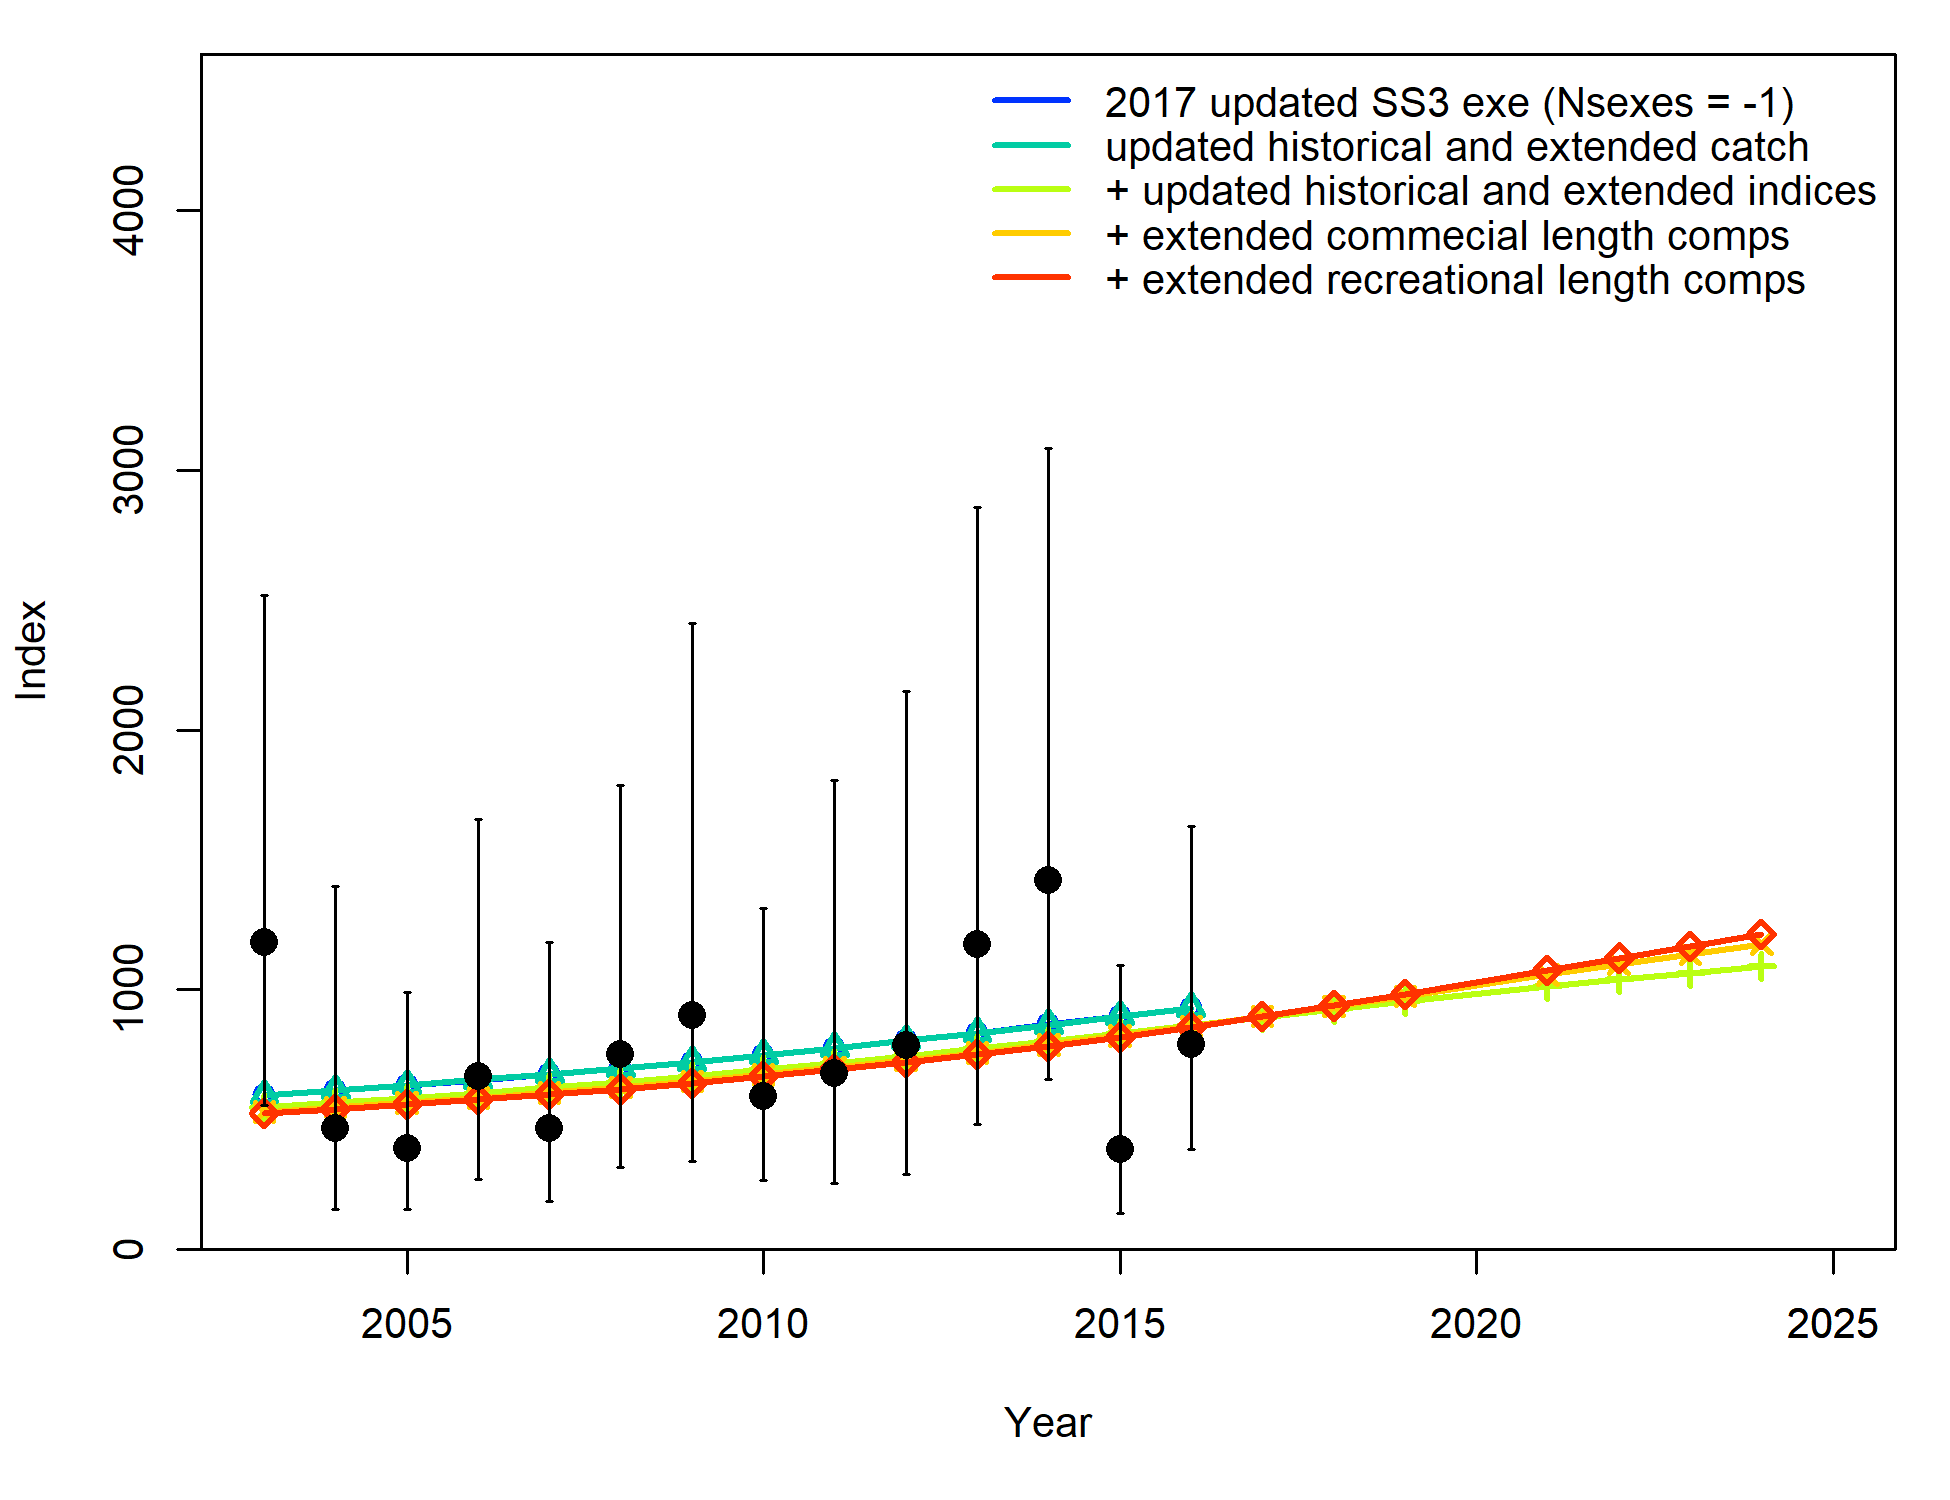 2017 updated SS3 exe (Nsexes = -1)
updated historical and extended catch
+ updated historical and extended indices
+ extended commecial length comps
+ extended recreational length comps
4000
3000
2000
1000
0
Index
2005 2010 2015 2020 2025
Year